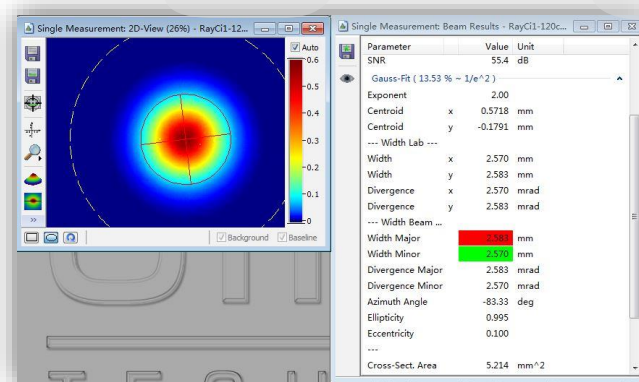 Single Measurement: 2D-View (26%) - RayCi1-12...
Auto
0.6
0.5
0.4
0.3
0.2
0.1
0
»
Background
Baseline
Single Measurement: Beam Results - RayCi1-120c...
Parameter Value Unit
SNR 55.4 dB
Gauss-Fit ( 13.53 % ~ 1/e^2 )
Exponent 2.00
Centroid x 0.5718 mm
Centroid y -0.1791 mm
--- Width Lab ---
Width x 2.570 mm
Width y 2.583 mm
Divergence x 2.570 mrad
Divergence y 2.583 mrad
--- Width Beam ...
Width Major 2.583 mm
Width Minor 2.570 mm
Divergence Major 2.583 mrad
Divergence Minor 2.570 mrad
Azimuth Angle -83.33 deg
Ellipticity 0.995
Eccentricity 0.100
---
Cross-Sect. Area 5.214 mm^2